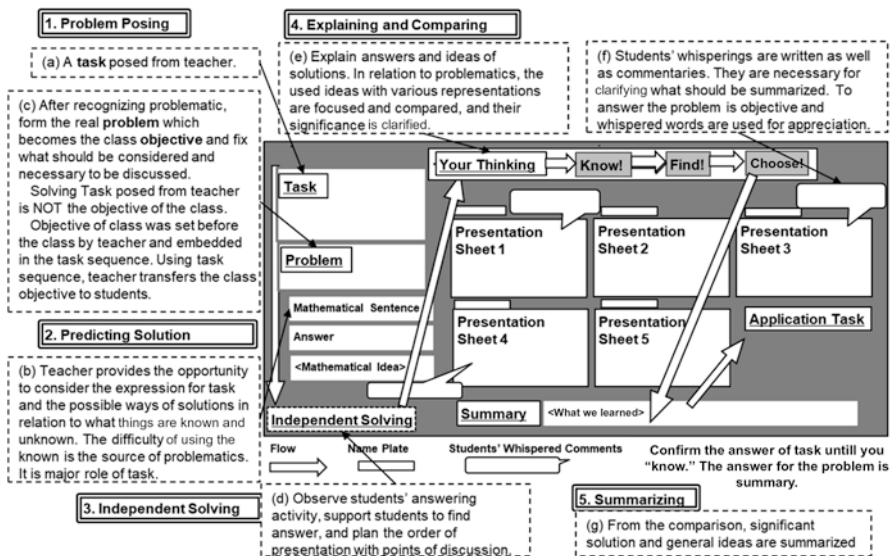 1. Problem Posing
(a) A task posed from teacher.
(c) After recognizing problematic,
form the real problem which
becomes the class objective and fix
what should be considered and
necessary to be discussed.
Solving Task posed from teacher
is NOT the objective of the class.
Objective of class was set before
the class by teacher and embedded
in the task sequence. Using task
sequence, teacher transfers the class
objective to students.
2. Predicting Solution
(b) Teacher provides the opportunity
to consider the expression for task
and the possible ways of solutions in
relation to what things are known and
unknown. The difficulty of using the
known is the source of problematics.
It is major role of task.
3. Independent Solving
4. Explaining and Comparing
(e) Explain answers and ideas of
solutions. In relation to problematics, the
used ideas with various representations
are focused and compared, and their
significance is clarified.
(f) Students' whisperings are written as well
as commentaries. They are necessary for
clarifying what should be summarized. To
answer the problem is objective and
whispered words are used for appreciation.
Your Thinking
Know!
Find!
Choose!
Task
Problem
Mathematical Sentence
Answer
<Mathematical Idea>
Independent Solving
Presentation
Sheet 1
Presentation
Sheet 2
Presentation
Sheet 3
Presentation
Sheet 4
Presentation
Sheet 5
Application Task
Summary
<What we learned>
Flow
Name Plate
Students' Whispered Comments
Confirm the answer of task untill you
“know.” The answer for the problem is
summary.
(d) Observe students' answering
activity, support students to find
answer, and plan the order of
presentation with points of discussion.
5. Summarizing
(g) From the comparison, significant
solution and general ideas are summarized